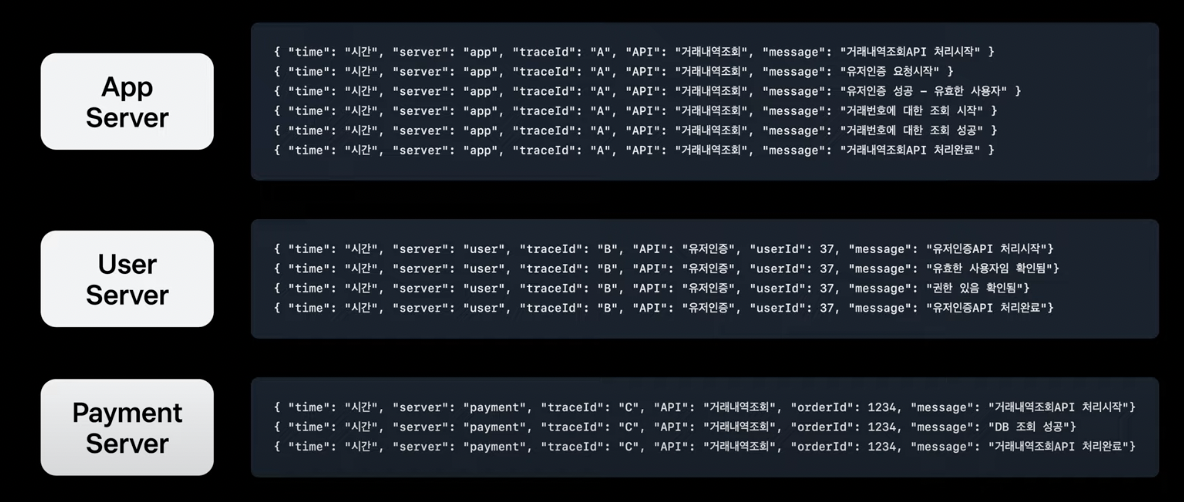 App
Server
{ "time": "시간", "server": "app", "traceId": "A", "API": "거래내역조회", "message": "거래내역조회API 처리시작" }
{ "time": "시간", "server": "app", "traceId": "A", "API": "거래내역조회", "message": "유저인증 요청시작" }
{ "time": "시간", "server": "app", "traceId": "A", "API": "거래내역조회", "message": "유저인증 성공 – 유효한 사용자" }
{ "time": "시간", "server": "app", "traceId": "A", "API": "거래내역조회", "message": "거래번호에 대한 조회 시작" }
{ "time": "시간", "server": "app", "traceId": "A", "API": "거래내역조회", "message": "거래번호에 대한 조회 성공" }
{ "time": "시간", "server": "app", "traceId": "A", "API": "거래내역조회", "message": "거래내역조회API 처리완료" }
User
Server
{ "time": "시간", "server": "user", "traceId": "B", "API": "유저인증", "userId": 37, "message": "유저인증API 처리시작"}
{ "time": "시간", "server": "user", "traceId": "B", "API": "유저인증", "userId": 37, "message": "유효한 사용자임 확인됨"}
{ "time": "시간", "server": "user", "traceId": "B", "API": "유저인증", "userId": 37, "message": "권한 있음 확인됨"}
{ "time": "시간", "server": "user", "traceId": "B", "API": "유저인증", "userId": 37, "message": "유저인증API 처리완료"}
Payment
Server
{ "time": "시간", "server": "payment", "traceId": "C", "API": "거래내역조회", "orderId": 1234, "message": "거래내역조회API 처리시작"}
{ "time": "시간", "server": "payment", "traceId": "C", "API": "거래내역조회", "orderId": 1234, "message": "DB 조회 성공"}
{ "time": "시간", "server": "payment", "traceId": "C", "API": "거래내역조회", "orderId": 1234, "message": "거래내역조회API 처리완료"}